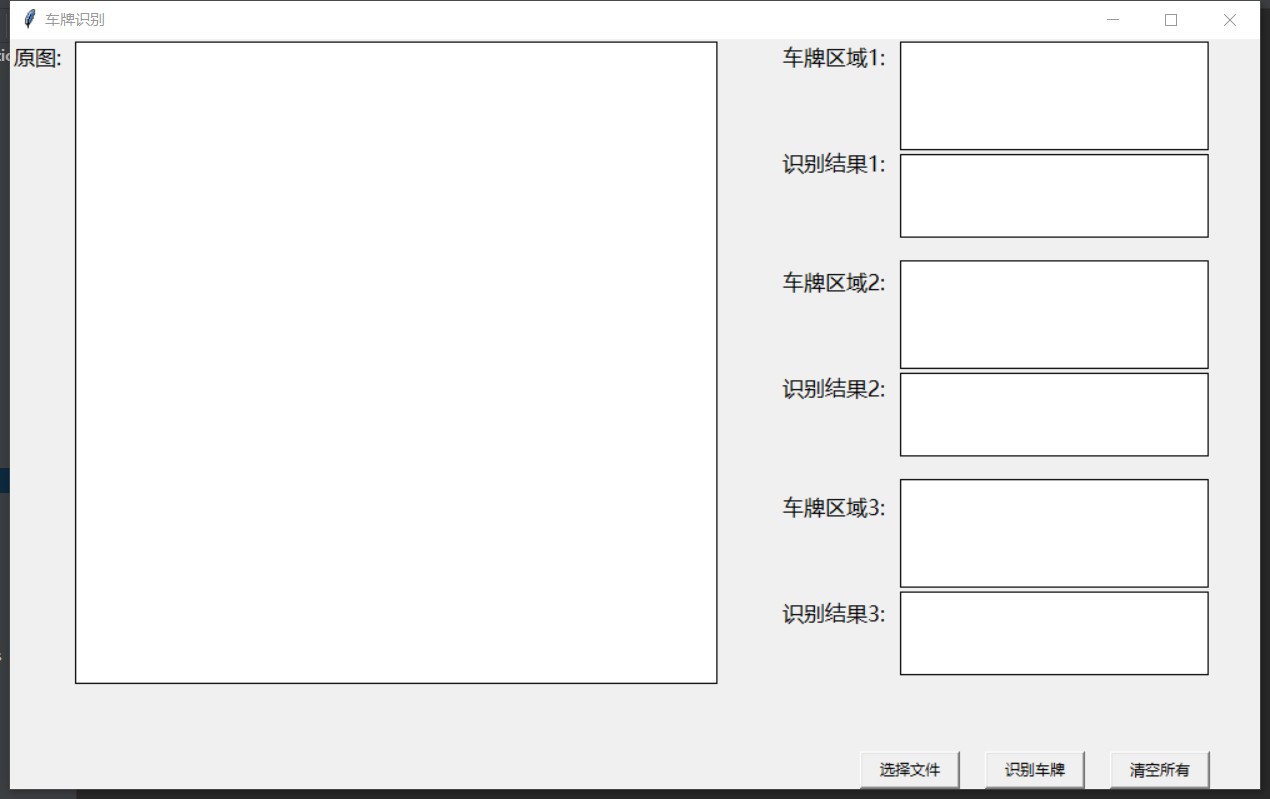 车牌识别
原图:
车牌区域1:
识别结果1:
车牌区域2:
识别结果2:
车牌区域3:
识别结果3:
选择文件
识别车牌
清空所有